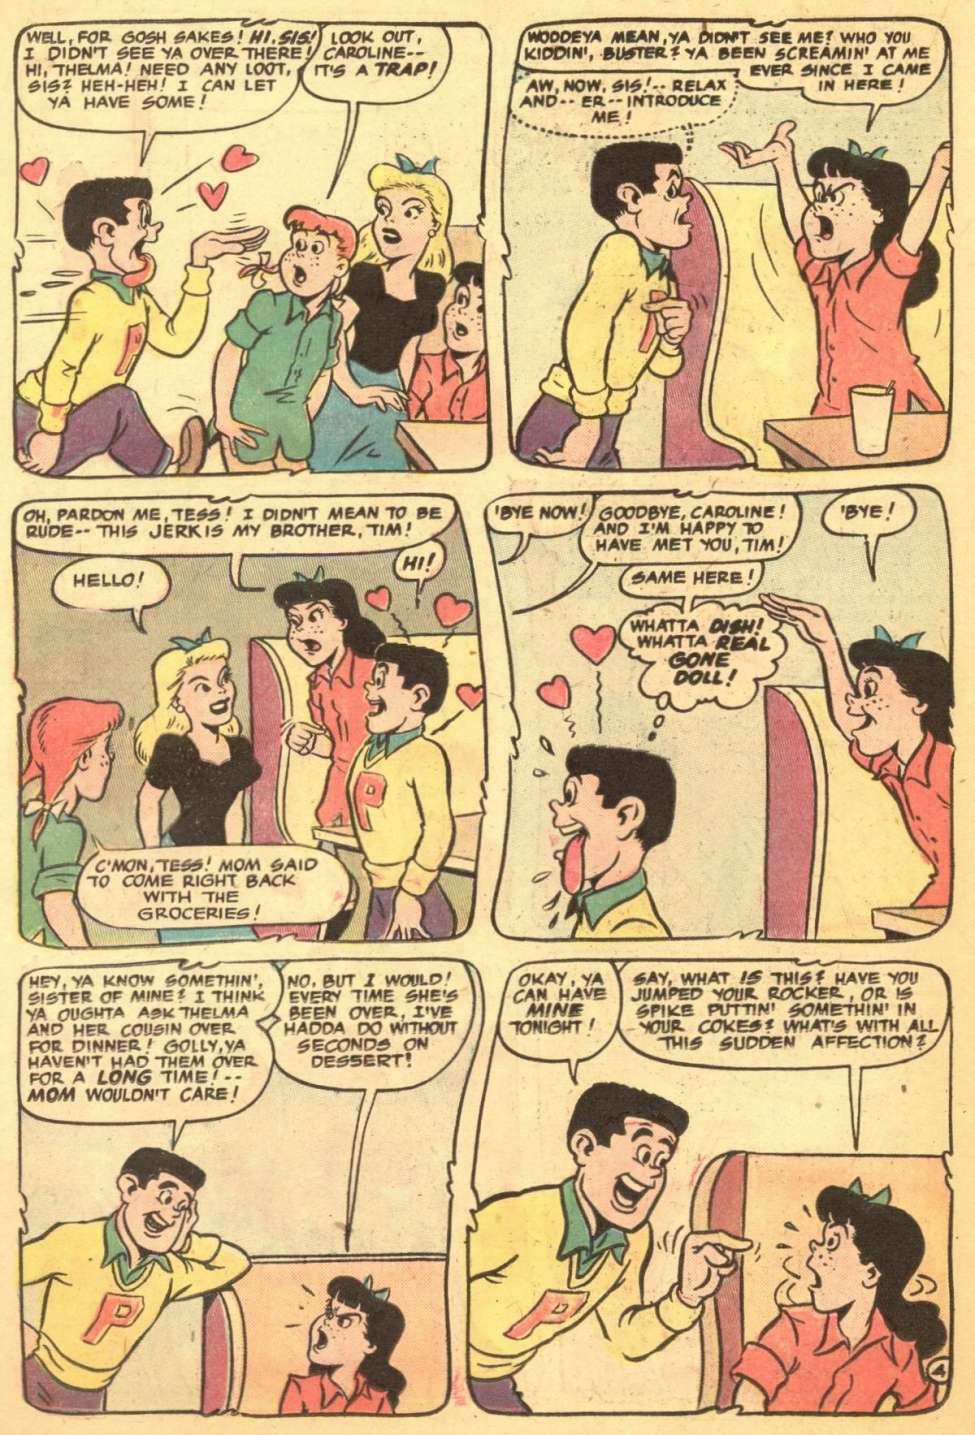 WELL, FOR GOSH SAKES! HI, SIS!
I DIDN'T SEE YA OVER THERE!
HI, THELMA! NEED ANY LOOT,
SIS? HEH-HEH! I CAN LET
YA HAVE SOME!
LOOK OUT,
CAROLINE--
IT'S A TRAP!
P
WODDEYA MEAN, YA DIDN'T SEE ME? WHO YOU
KIDDIN', BUSTER? YA BEEN SCREAMIN' AT ME
EVER SINCE I CAME
IN HERE!
AW, NOW, SIS!-- RELAX
AND-- ER-- INTRODUCE
ME!
P
OH, PARDON ME, TESS! I DIDN'T MEAN TO BE
RUDE-- THIS JERK IS MY BROTHER, TIM!
HELLO!
HI!
P
C'MON, TESS! MOM SAID
TO COME RIGHT BACK
WITH THE
GROCERIES!
'BYE NOW!
GOODBYE, CAROLINE!
AND I'M HAPPY TO
HAVE MET YOU, TIM!
'BYE!
SAME HERE!
WHATTA DISH!
WHATTA REAL
GONE
DOLL!
HEY, YA KNOW SOMETHIN',
SISTER OF MINE? I THINK
YA OUGHTA ASK THELMA
AND HER COUSIN OVER
FOR DINNER! GOLLY, YA
HAVEN'T HAD THEM OVER
FOR A LONG TIME!--
MOM WOULDN'T CARE!
NO, BUT I WOULD!
EVERY TIME SHE'S
BEEN OVER, I'VE
HADDA DO WITHOUT
SECONDS ON
DESSERT!
P
OKAY, YA
CAN HAVE
MINE
TONIGHT!
SAY, WHAT IS THIS? HAVE YOU
JUMPED YOUR ROCKER, OR IS
SPIKE PUTTIN' SOMETHIN' IN
YOUR COKES? WHAT'S WITH ALL
THIS SUDDEN AFFECTION?
P
4